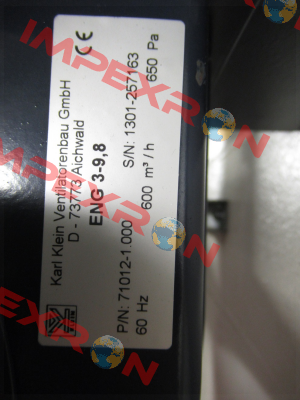 Karl Klein Ventilatorenbau GmbH
D - 73773 Aichwald
CE
ENG 3-9,8
P/N: 71012-1.000
S/N: 1301-257163
60 Hz
600 m³/h
650 Pa
IMPEXRON
IMPEXRON